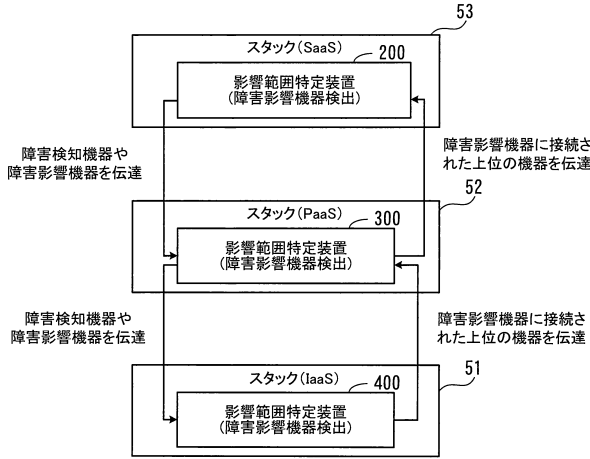 53
スタック(SaaS)
200
影響範囲特定装置
(障害影響機器検出)
障害検知機器や
障害影響機器を伝達
障害影響機器に接続さ
れた上位の機器を伝達
52
スタック(PaaS)
300
影響範囲特定装置
(障害影響機器検出)
障害検知機器や
障害影響機器を伝達
障害影響機器に接続さ
れた上位の機器を伝達
51
スタック(IaaS)
400
影響範囲特定装置
(障害影響機器検出)